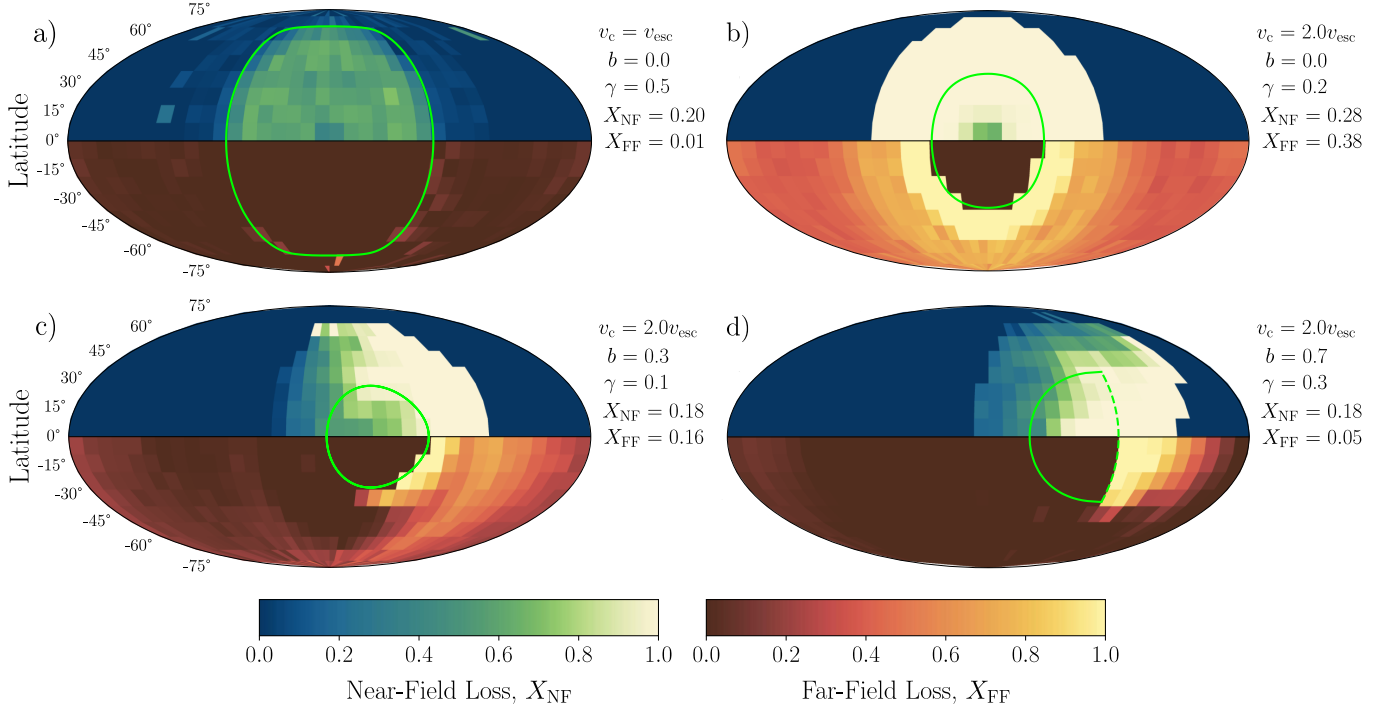 a)
75°
60°
45°
30°
15°
0°
-15°
-30°
-45°
-60°
-75°
Latitude
v_c = v_esc
b = 0.0
γ = 0.5
X_NF = 0.20
X_FF = 0.01
b)
v_c = 2.0v_esc
b = 0.0
γ = 0.2
X_NF = 0.28
X_FF = 0.38
c)
75°
60°
45°
30°
15°
0°
-15°
-30°
-45°
-60°
-75°
Latitude
v_c = 2.0v_esc
b = 0.3
γ = 0.1
X_NF = 0.18
X_FF = 0.16
d)
v_c = 2.0v_esc
b = 0.7
γ = 0.3
X_NF = 0.18
X_FF = 0.05
0.0 0.2 0.4 0.6 0.8 1.0
Near-Field Loss, X_NF
0.0 0.2 0.4 0.6 0.8 1.0
Far-Field Loss, X_FF